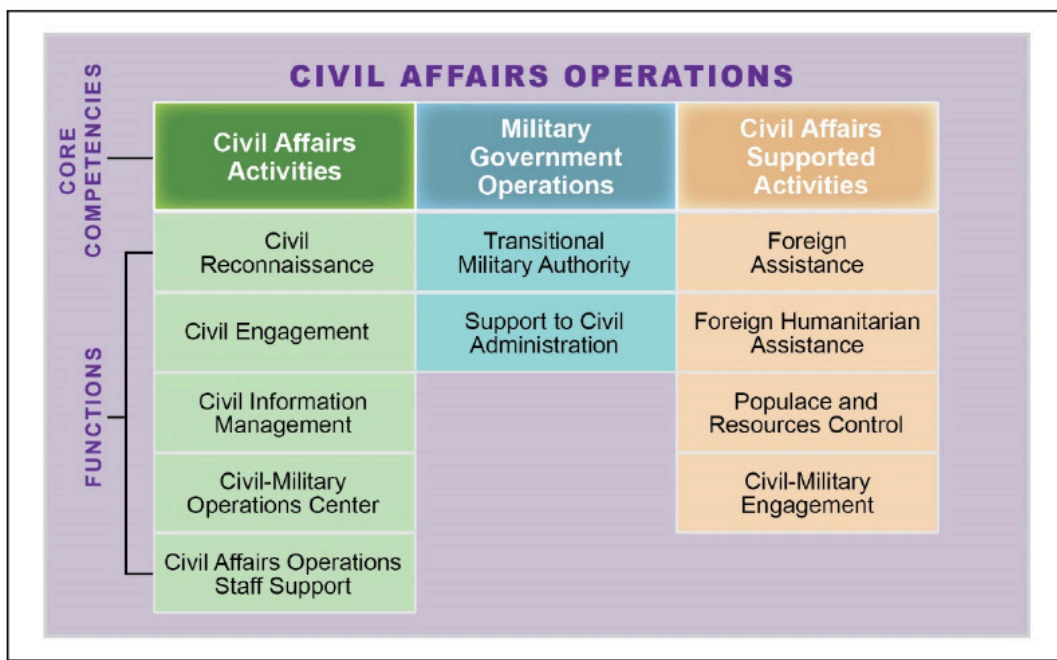 CIVIL AFFAIRS OPERATIONS
CORE
COMPETENCIES
Civil Affairs
Activities
Military
Government
Operations
Civil Affairs
Supported
Activities
FUNCTIONS
Civil
Reconnaissance
Transitional
Military Authority
Foreign
Assistance
Civil Engagement
Support to Civil
Administration
Foreign Humanitarian
Assistance
Civil Information
Management
Populace and
Resources Control
Civil-Military
Operations Center
Civil-Military
Engagement
Civil Affairs Operations
Staff Support